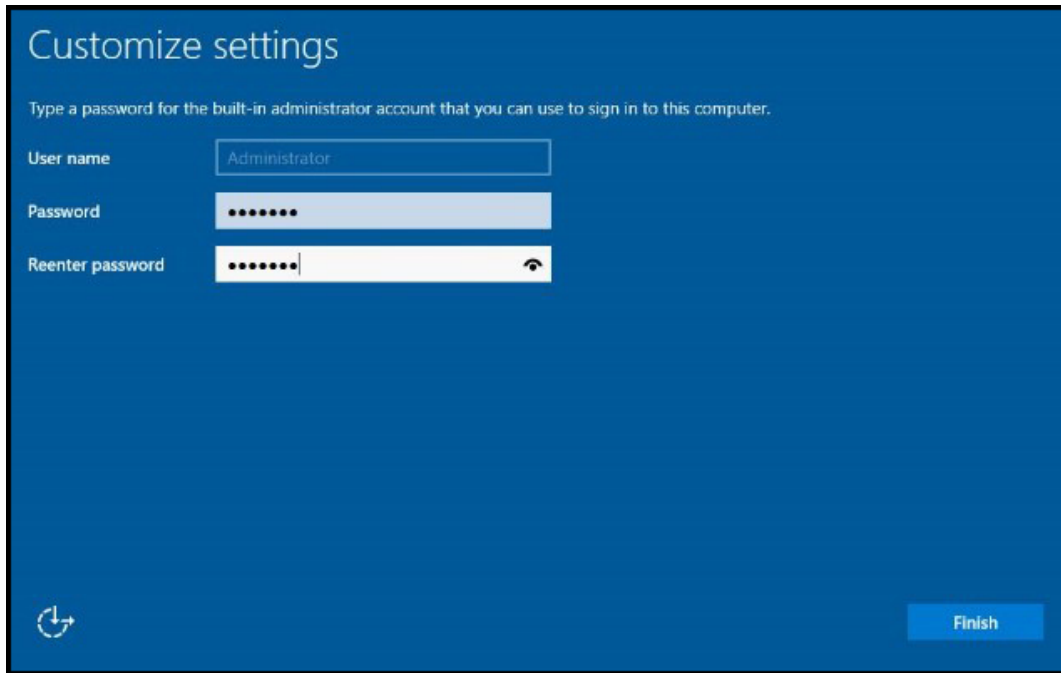 Customize settings
Type a password for the built-in administrator account that you can use to sign in to this computer.
User name Administrator
Password •••••••
Reenter password •••••••
Finish